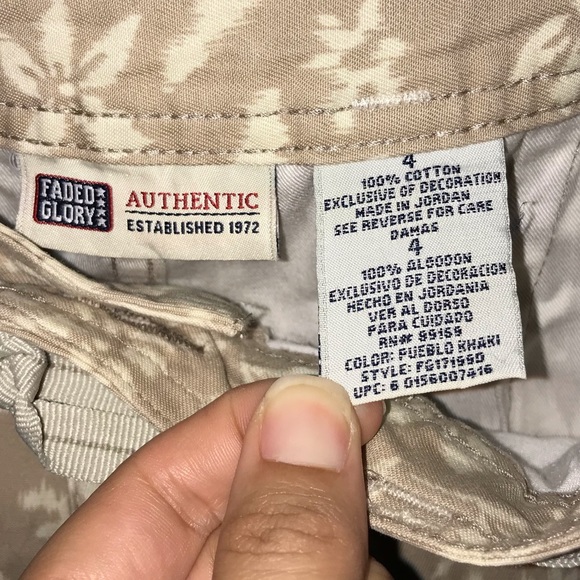 FADED
GLORY
AUTHENTIC
ESTABLISHED 1972
4
100% COTTON
EXCLUSIVE OF DECORATION
MADE IN JORDAN
SEE REVERSE FOR CARE
DAMAS
4
100% ALGODON
EXCLUSIVO DE DECORACION
HECHO EN JORDANIA
VER AL DORSO
PARA CUIDADO
RN# 99169
COLOR: PUEBLO KHAKI
STYLE: FG17199D
UPC: 6 0156007416